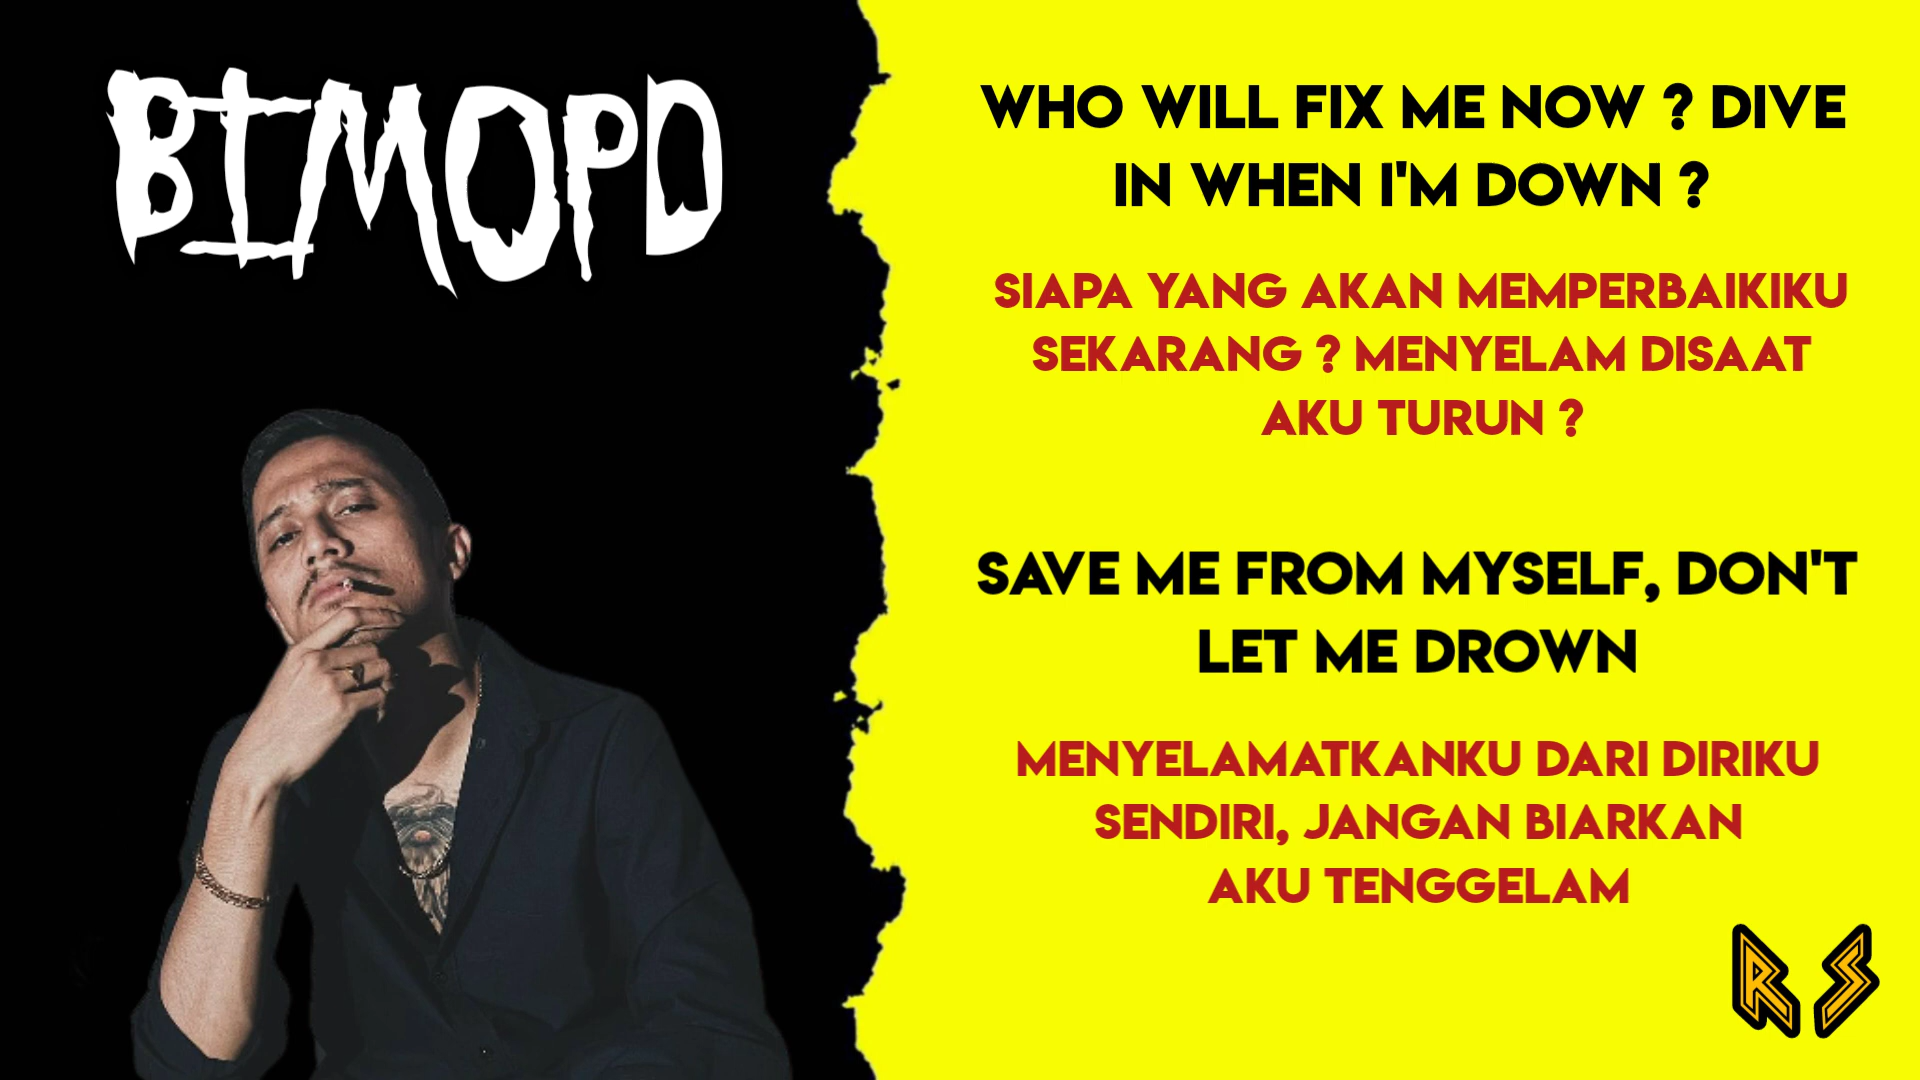 BIMOPD
WHO WILL FIX ME NOW ? DIVE
IN WHEN I'M DOWN ?
SIAPA YANG AKAN MEMPERBAIKIKU
SEKARANG ? MENYELAM DISAAT
AKU TURUN ?
SAVE ME FROM MYSELF, DON'T
LET ME DROWN
MENYELAMATKANKU DARI DIRIKU
SENDIRI, JANGAN BIARKAN
AKU TENGGELAM
RS